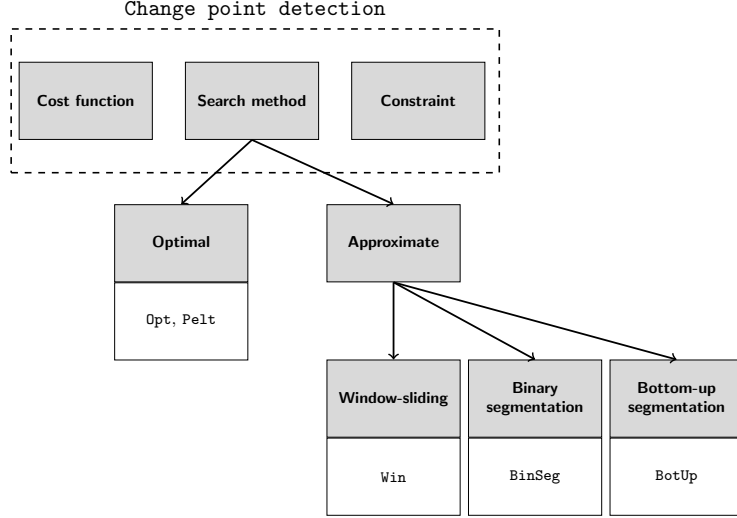 Change point detection
Cost function
Search method
Constraint
Optimal
Approximate
Opt, Pelt
Window-sliding
Binary
segmentation
Bottom-up
segmentation
Win
BinSeg
BotUp